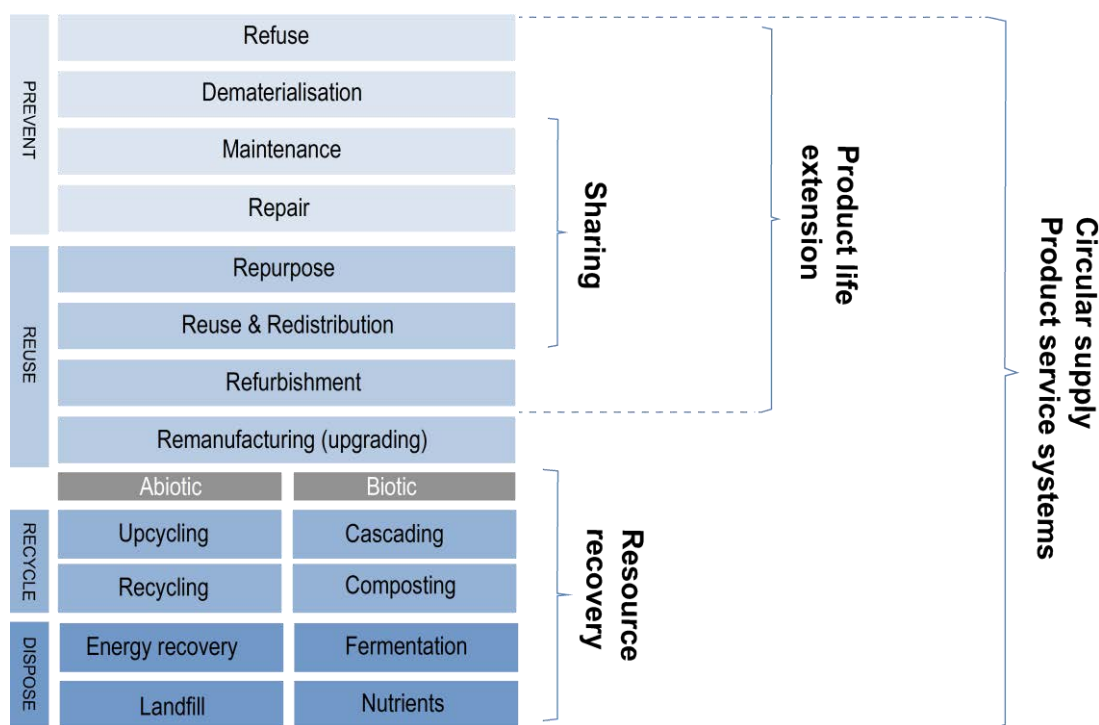 PREVENT
Refuse
Dematerialisation
Maintenance
Repair
REUSE
Repurpose
Reuse & Redistribution
Refurbishment
Remanufacturing (upgrading)
Abiotic
Biotic
RECYCLE
Upcycling
Cascading
Recycling
Composting
DISPOSE
Energy recovery
Fermentation
Landfill
Nutrients
Sharing
Resource
recovery
Product life
extension
Circular supply
Product service systems